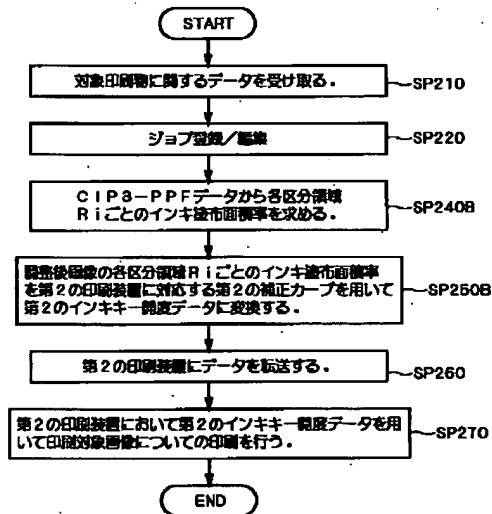 START
対象印刷物に関するデータを受け取る.
SP210
ジョブ登録/編集
SP220
CIP3-PPFデータから各区分領域
Riごとのインキ塗布面積率を求める.
SP240B
調整後画像の各区分領域Riごとのインキ塗布面積率
を第2の印刷装置に対応する第2の補正カーブを用いて
第2のインキキー開度データに変換する.
SP250B
第2の印刷装置にデータを転送する.
SP260
第2の印刷装置において第2のインキキー開度データを用
いて印刷対象画像についての印刷を行う.
SP270
END